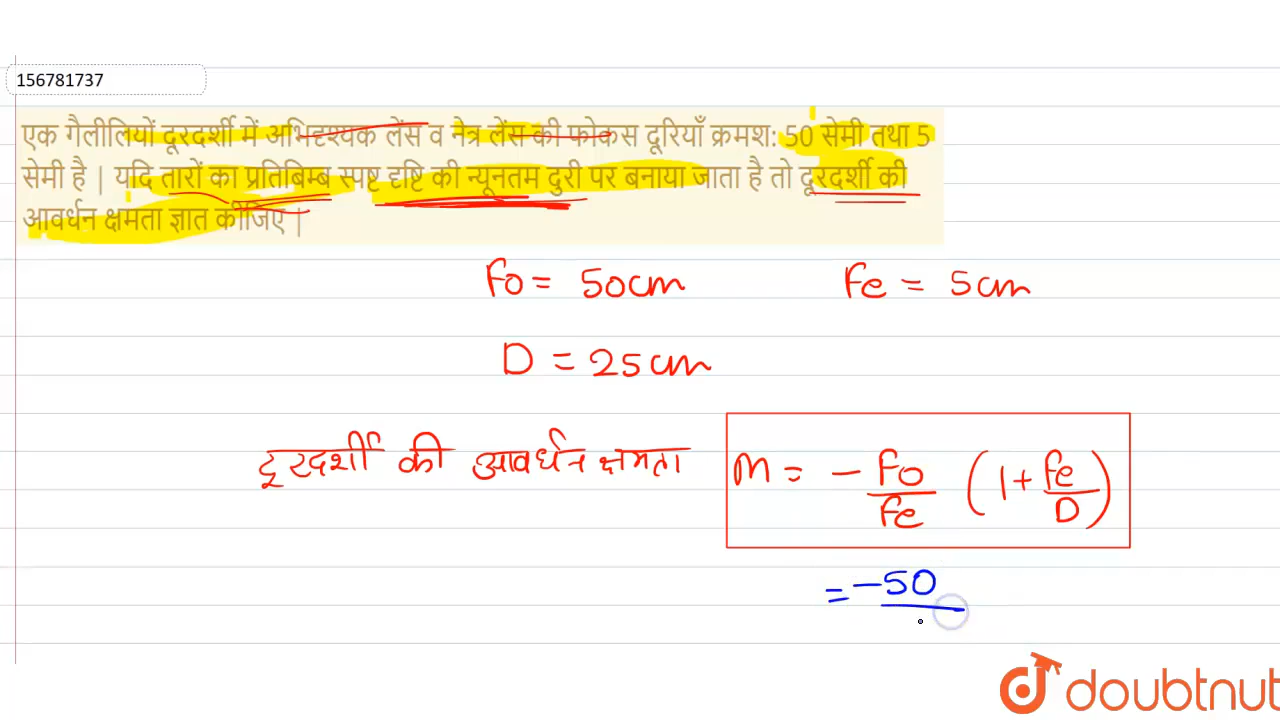 156781737
एक गैलीलियों दूरदर्शी में अभिदृश्यक लेंस व नेत्र लेंस की फोकस दूरियाँ क्रमश: 50 सेमी तथा 5
सेमी है | यदि तारों का प्रतिबिम्ब स्पष्ट दृष्टि की न्यूनतम दुरी पर बनाया जाता है तो दूरदर्शी की
आवर्धन क्षमता ज्ञात कीजिए |
Fo = 50cm Fe = 5cm
D = 25cm
दूरदर्शी की आवर्धन क्षमता M = - Fo/Fe (1 + fe/D)
= -50
doubtnut